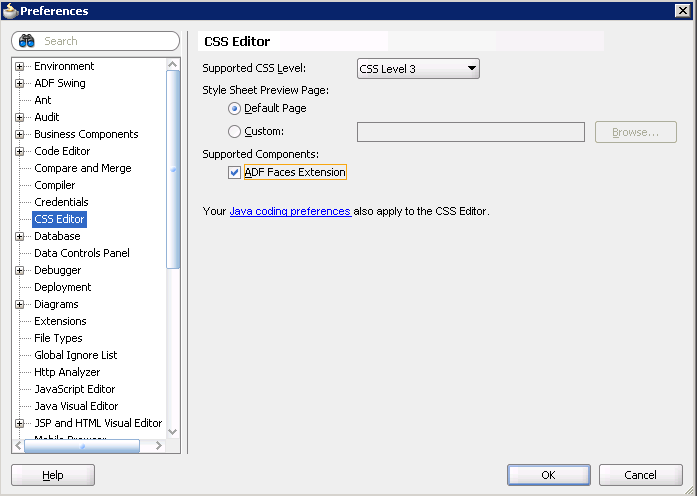 Preferences
Search
Environment
ADF Swing
Ant
Audit
Business Components
Code Editor
Compare and Merge
Compiler
Credentials
CSS Editor
Database
Data Controls Panel
Debugger
Deployment
Diagrams
Extensions
File Types
Global Ignore List
Http Analyzer
JavaScript Editor
Java Visual Editor
JSP and HTML Visual Editor
Mobile Browser
CSS Editor
Supported CSS Level:
CSS Level 3
Style Sheet Preview Page:
Default Page
Custom:
Browse...
Supported Components:
ADF Faces Extension
Your Java coding preferences also apply to the CSS Editor.
Help
OK
Cancel